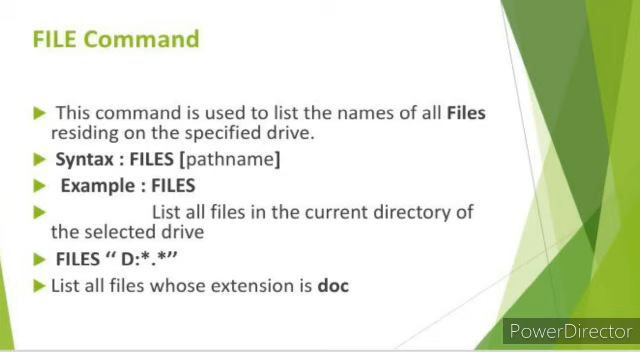 FILE Command
This command is used to list the names of all Files
residing on the specified drive.
Syntax : FILES [pathname]
Example : FILES
List all files in the current directory of
the selected drive
FILES “ D:*.*”
List all files whose extension is doc
PowerDirector